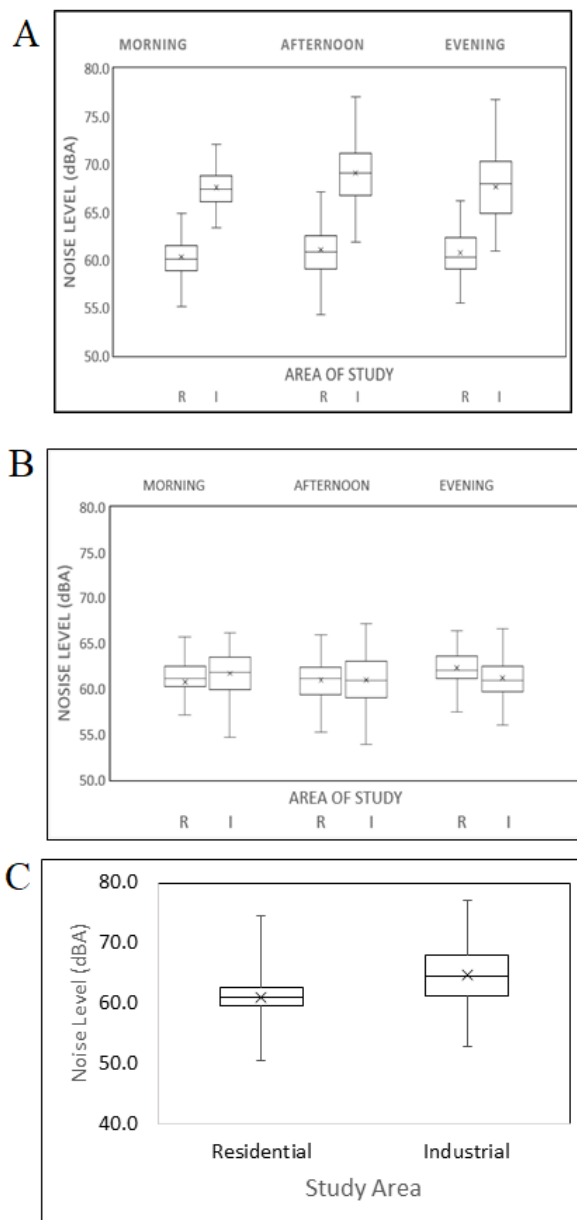 A
MORNING AFTERNOON EVENING
80.0
75.0
70.0
65.0
60.0
55.0
50.0
NOISE LEVEL (dBA)
AREA OF STUDY
R I R I R I
B
MORNING AFTERNOON EVENING
80.0
75.0
70.0
65.0
60.0
55.0
50.0
NOSISE LEVEL (dBA)
AREA OF STUDY
R I R I R I
C
80.0
70.0
60.0
50.0
40.0
Noise Level (dBA)
Residential Industrial
Study Area